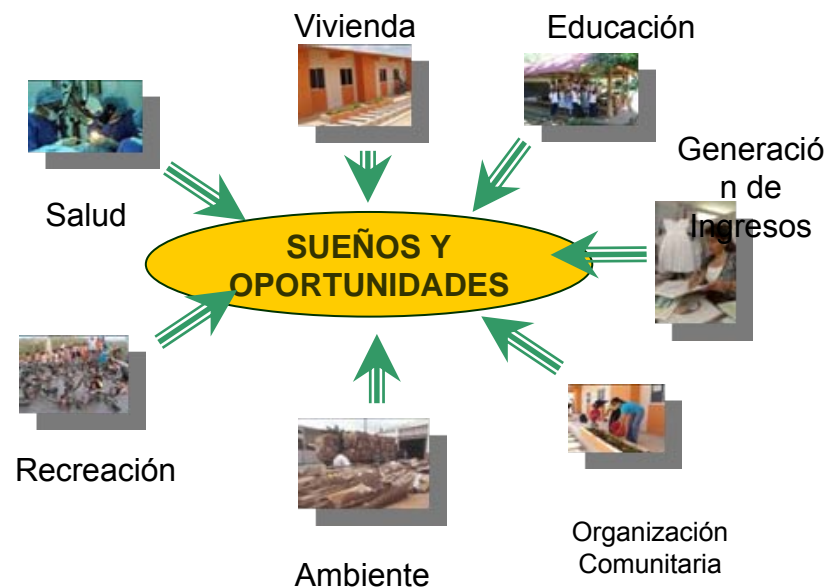 Vivienda
Educación
Generació
n de
Ingresos
Salud
SUEÑOS Y
OPORTUNIDADES
Recreación
Ambiente
Organización
Comunitaria